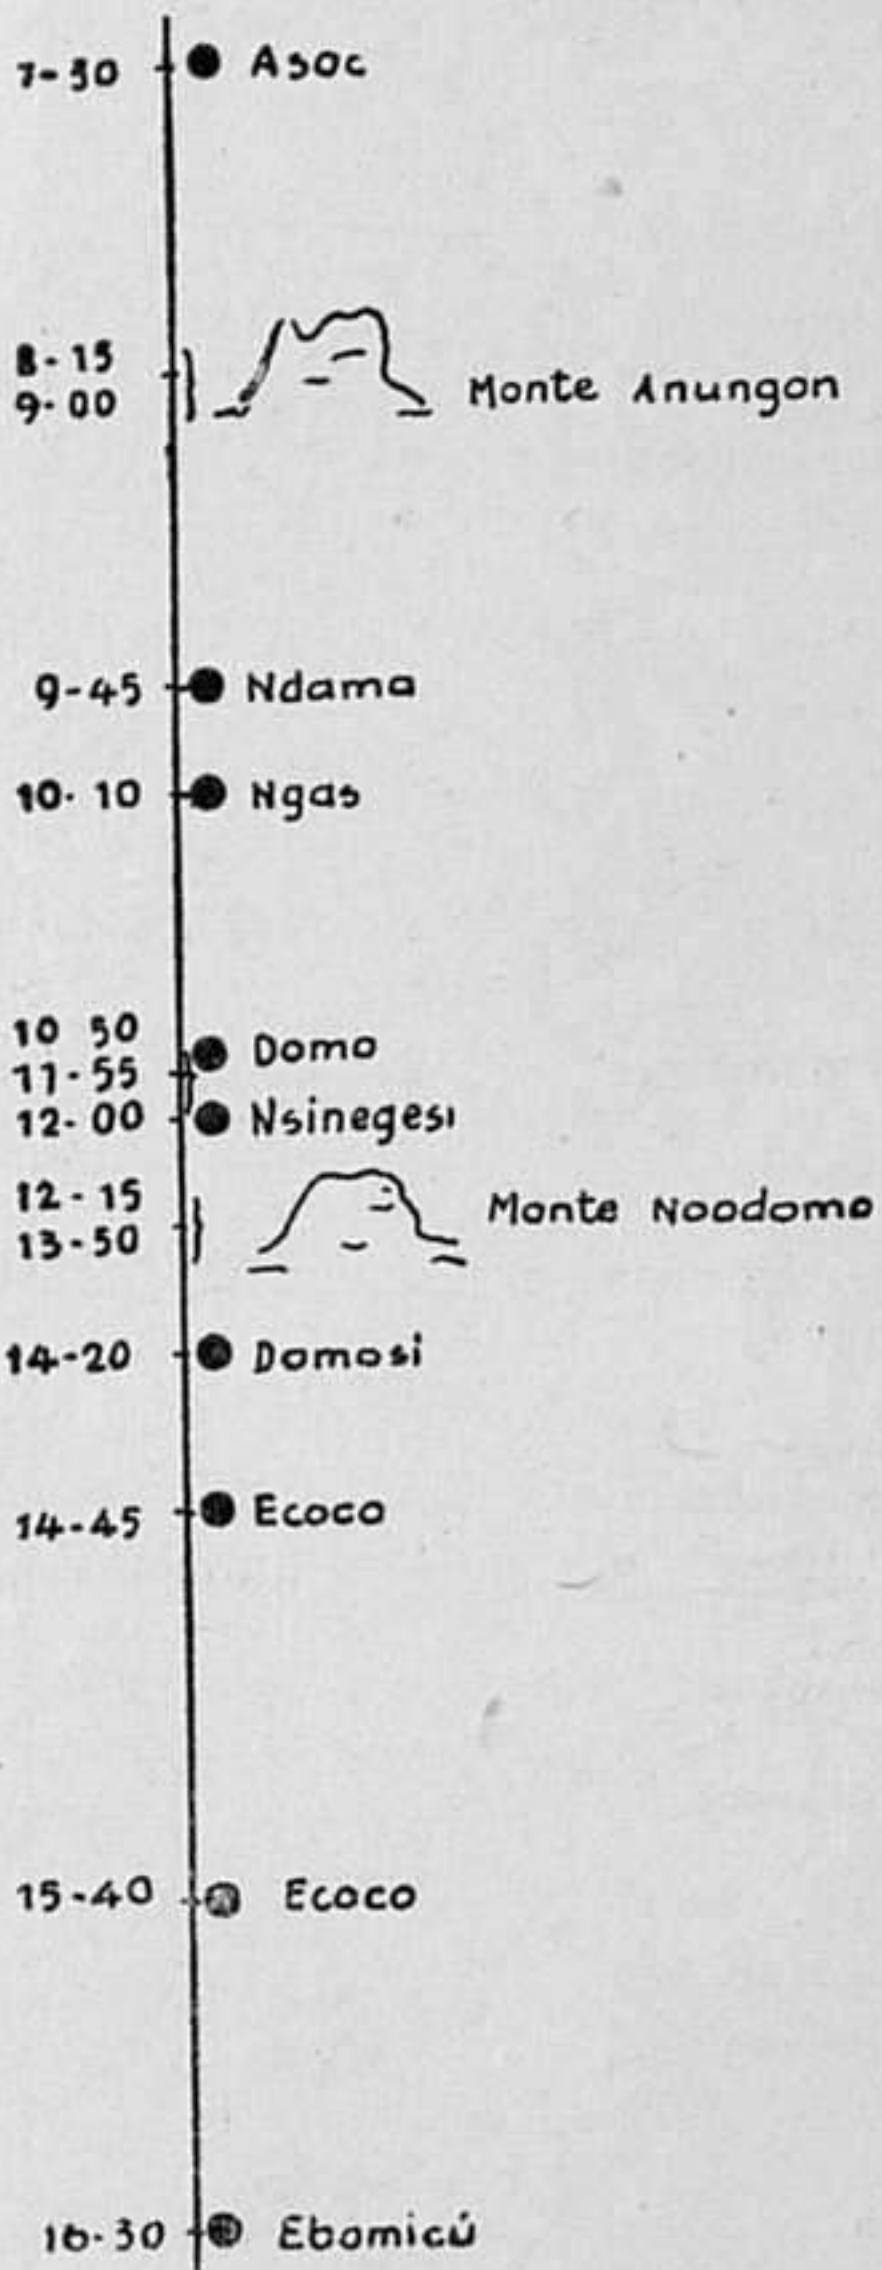 7-30 Asoc
8-15
9-00 Monte Anungon
9-45 Ndama
10-10 Ngas
10 50 Domo
11-55
12-00 Nsinegesi
12-15 Monte Noodomo
13-50
14-20 Domosi
14-45 Ecoco
15-40 Ecoco
16-30 Ebomicú